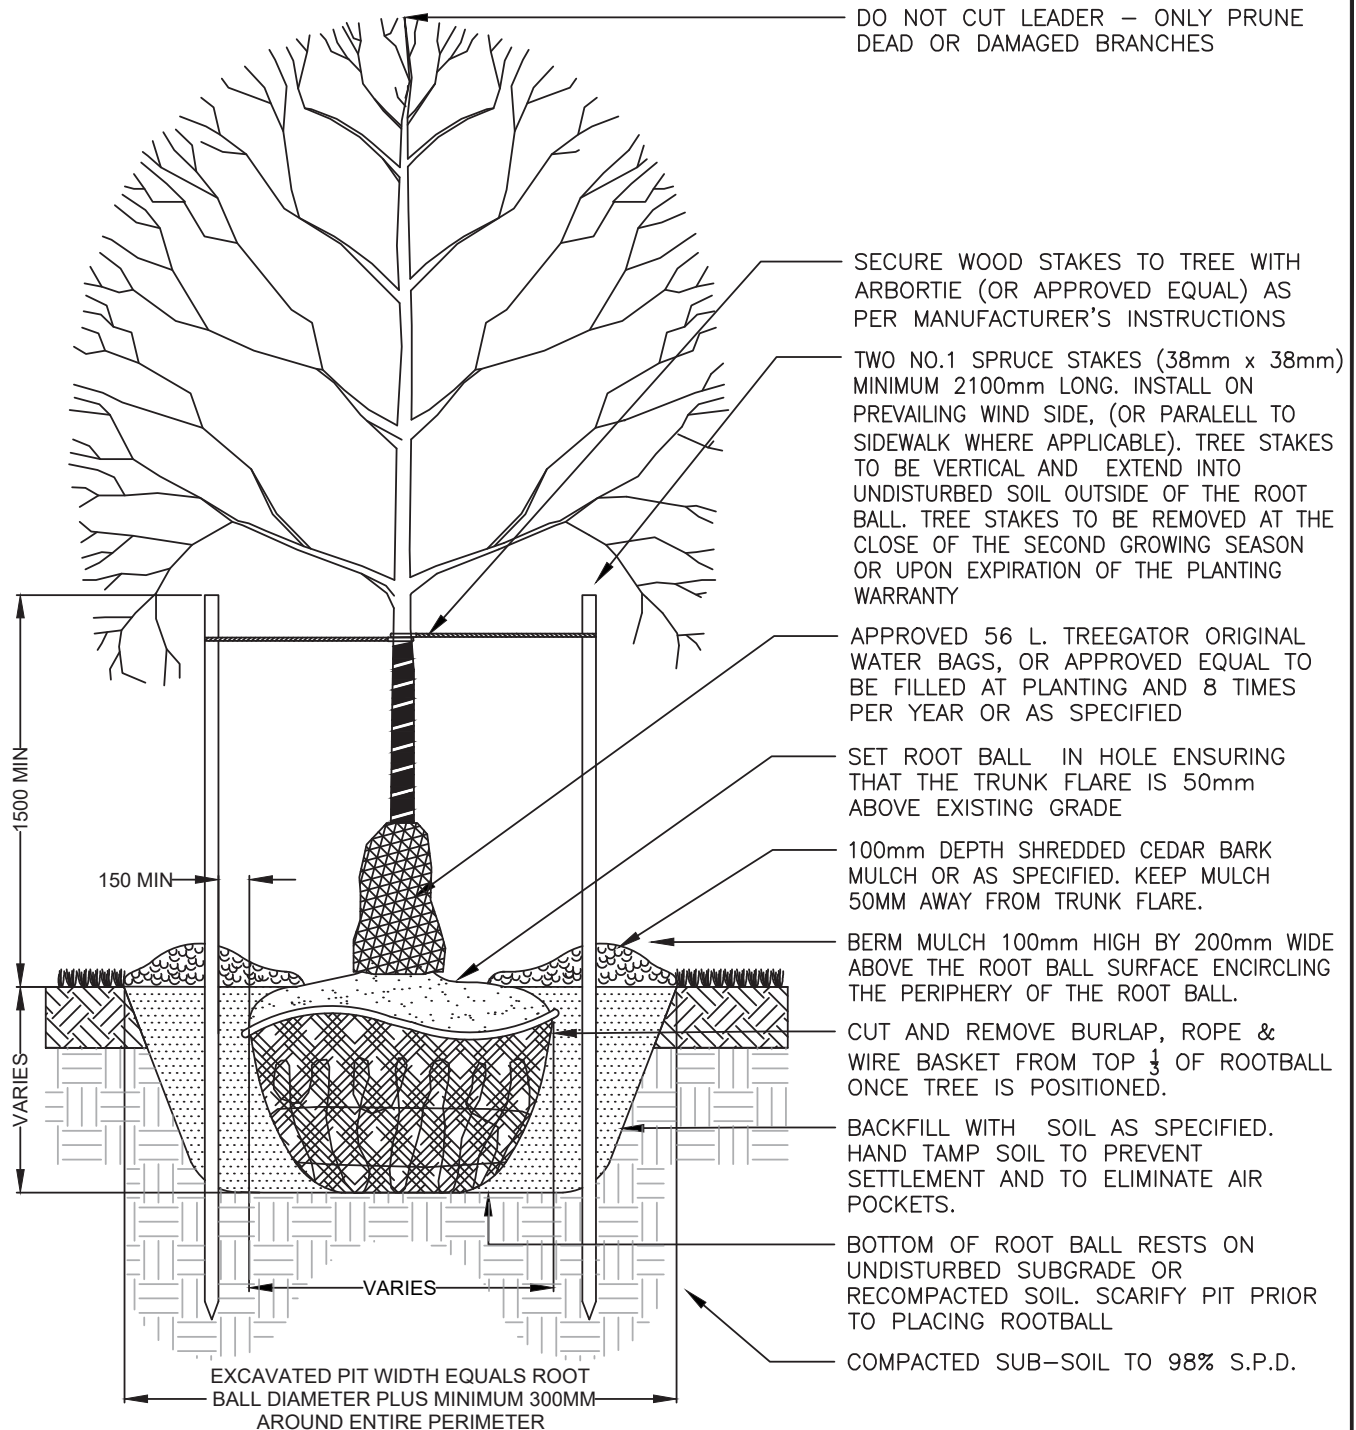 DO NOT CUT LEADER – ONLY PRUNE
DEAD OR DAMAGED BRANCHES
SECURE WOOD STAKES TO TREE WITH
ARBORTIE (OR APPROVED EQUAL) AS
PER MANUFACTURER'S INSTRUCTIONS
TWO NO.1 SPRUCE STAKES (38mm x 38mm)
MINIMUM 2100mm LONG. INSTALL ON
PREVAILING WIND SIDE, (OR PARALELL TO
SIDEWALK WHERE APPLICABLE). TREE STAKES
TO BE VERTICAL AND EXTEND INTO
UNDISTURBED SOIL OUTSIDE OF THE ROOT
BALL. TREE STAKES TO BE REMOVED AT THE
CLOSE OF THE SECOND GROWING SEASON
OR UPON EXPIRATION OF THE PLANTING
WARRANTY
APPROVED 56 L. TREEGATOR ORIGINAL
WATER BAGS, OR APPROVED EQUAL TO
BE FILLED AT PLANTING AND 8 TIMES
PER YEAR OR AS SPECIFIED
SET ROOT BALL IN HOLE ENSURING
THAT THE TRUNK FLARE IS 50mm
ABOVE EXISTING GRADE
100mm DEPTH SHREDDED CEDAR BARK
MULCH OR AS SPECIFIED. KEEP MULCH
50MM AWAY FROM TRUNK FLARE.
BERM MULCH 100mm HIGH BY 200mm WIDE
ABOVE THE ROOT BALL SURFACE ENCIRCLING
THE PERIPHERY OF THE ROOT BALL.
CUT AND REMOVE BURLAP, ROPE &
WIRE BASKET FROM TOP 1/3 OF ROOTBALL
ONCE TREE IS POSITIONED.
BACKFILL WITH SOIL AS SPECIFIED.
HAND TAMP SOIL TO PREVENT
SETTLEMENT AND TO ELIMINATE AIR
POCKETS.
BOTTOM OF ROOT BALL RESTS ON
UNDISTURBED SUBGRADE OR
RECOMPACTED SOIL. SCARIFY PIT PRIOR
TO PLACING ROOTBALL
COMPACTED SUB-SOIL TO 98% S.P.D.
1500 MIN
150 MIN
VARIES
VARIES
EXCAVATED PIT WIDTH EQUALS ROOT
BALL DIAMETER PLUS MINIMUM 300MM
AROUND ENTIRE PERIMETER